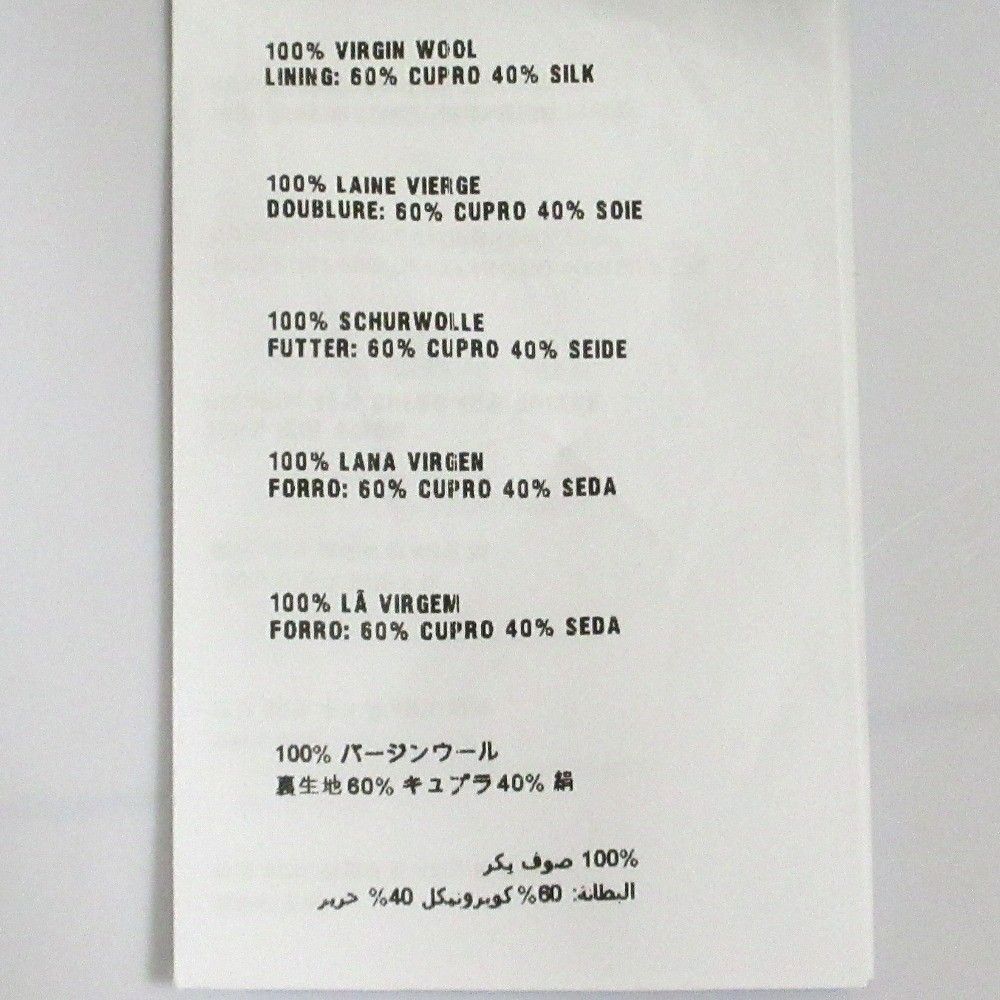 100% VIRGIN WOOL
LINING: 60% CUPRO 40% SILK
100% LAINE VIERGE
DOUBLURE: 60% CUPRO 40% SOIE
100% SCHURWOLLE
FUTTER: 60% CUPRO 40% SEIDE
100% LANA VIRGEN
FORRO: 60% CUPRO 40% SEDA
100% LÃ VIRGEM
FORRO: 60% CUPRO 40% SEDA
100% バージンウール
裏生地60% キュプラ40% 絹
100% صوف بكر
البطانة: 60% كوبرونيكل 40% حرير